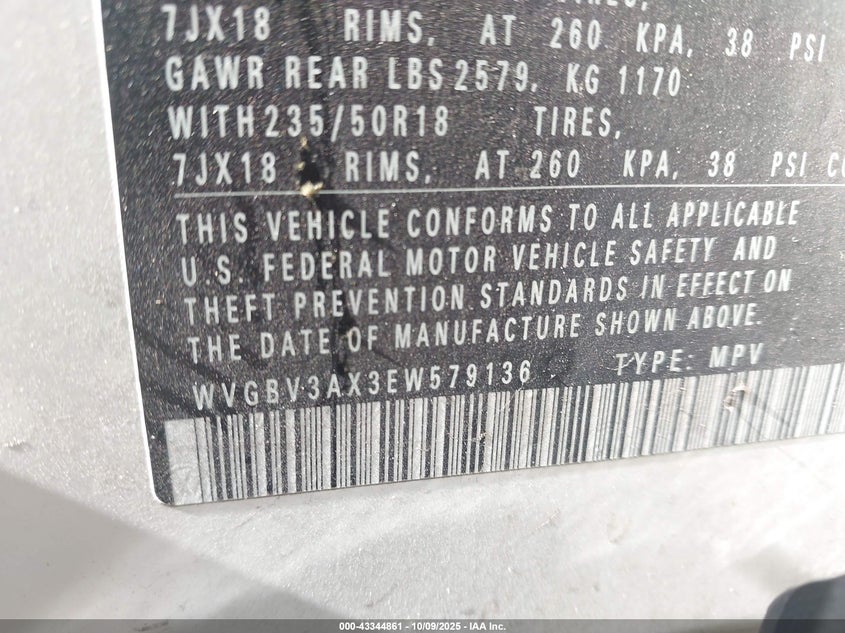 7JX18 RIMS, AT 260 KPA, 38 PSI
GAWR REAR LBS 2579, KG 1170
WITH 235/50R18 TIRES,
7JX18 RIMS, AT 260 KPA, 38 PSI
THIS VEHICLE CONFORMS TO ALL APPLICABLE
U.S. FEDERAL MOTOR VEHICLE SAFETY AND
THEFT PREVENTION STANDARDS IN EFFECT ON
THE DATE OF MANUFACTURE SHOWN ABOVE.
WVGBV3AX3EW579136 TYPE: MPV
000-43344861 - 10/09/2025 - IAA Inc.